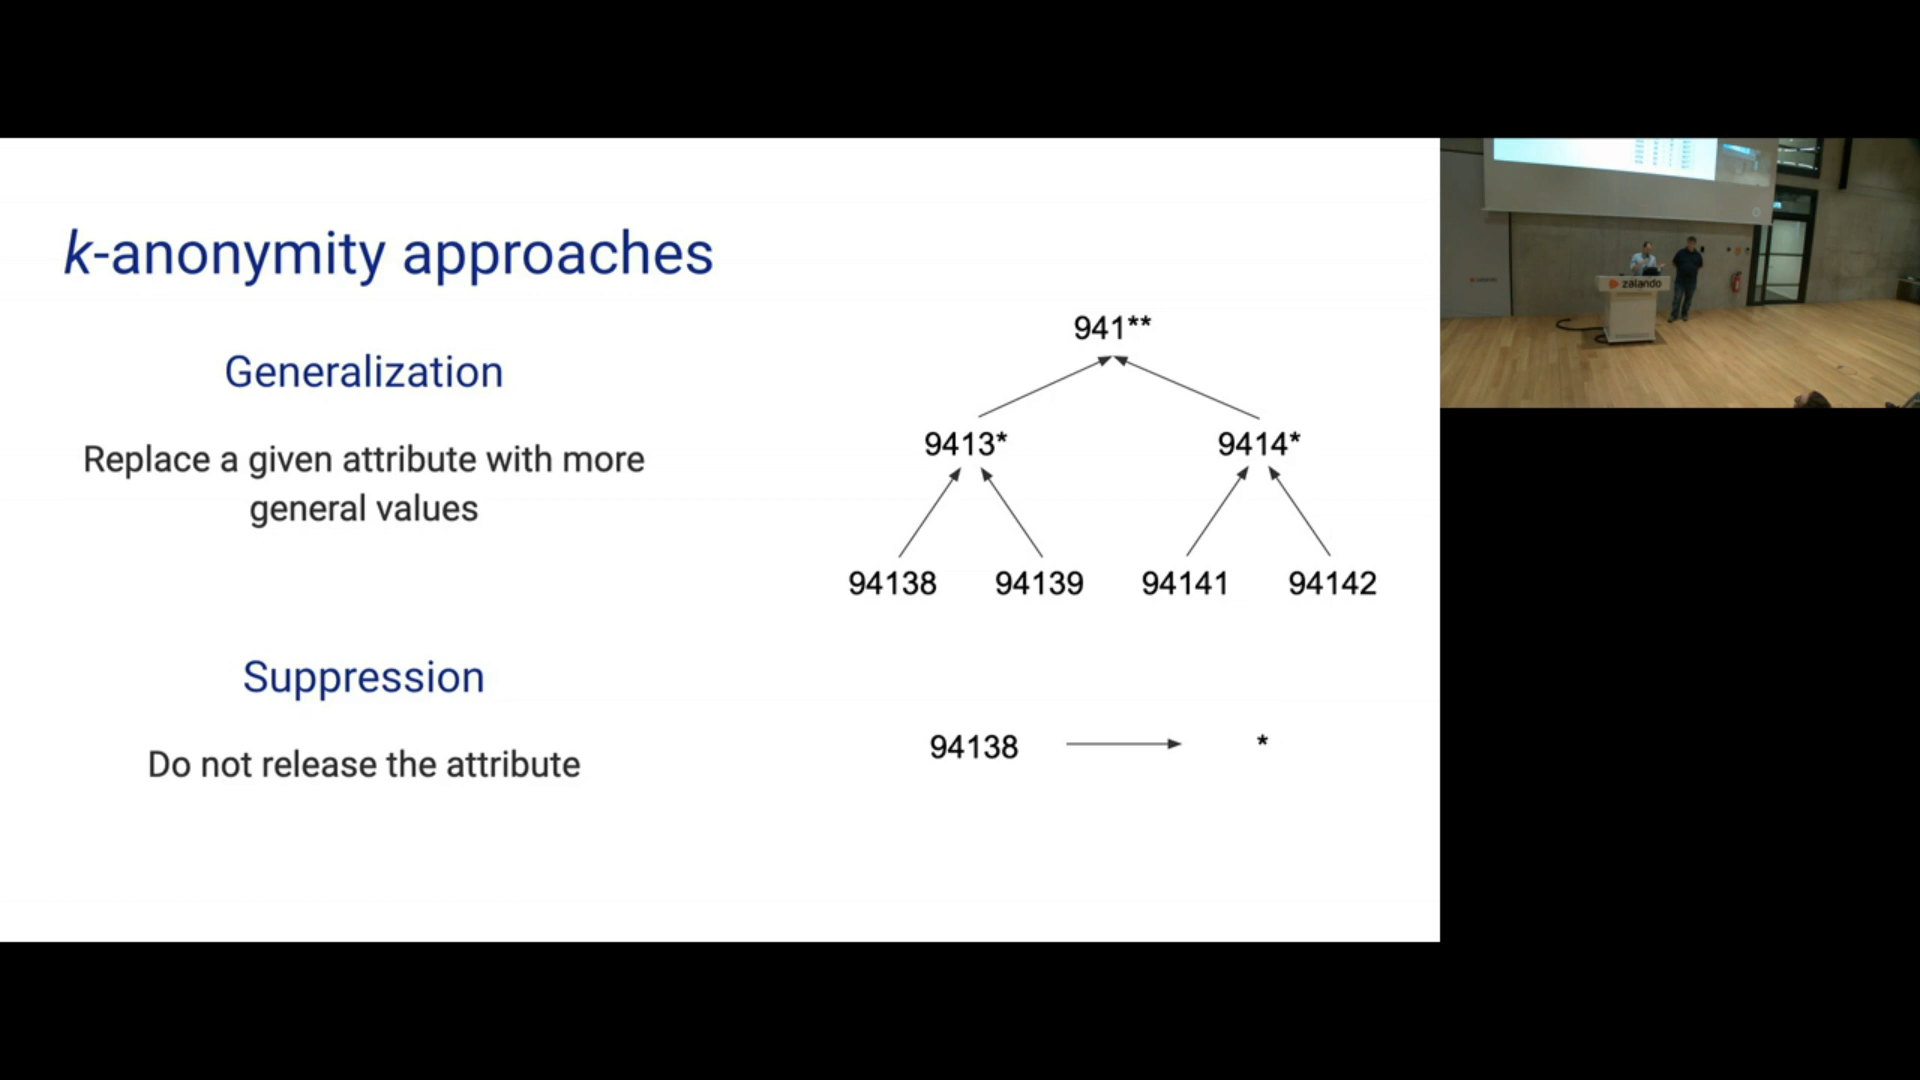 k-anonymity approaches
Generalization
Replace a given attribute with more
general values
941**
9413* 9414*
94138 94139 94141 94142
Suppression
Do not release the attribute
94138 *
zalando